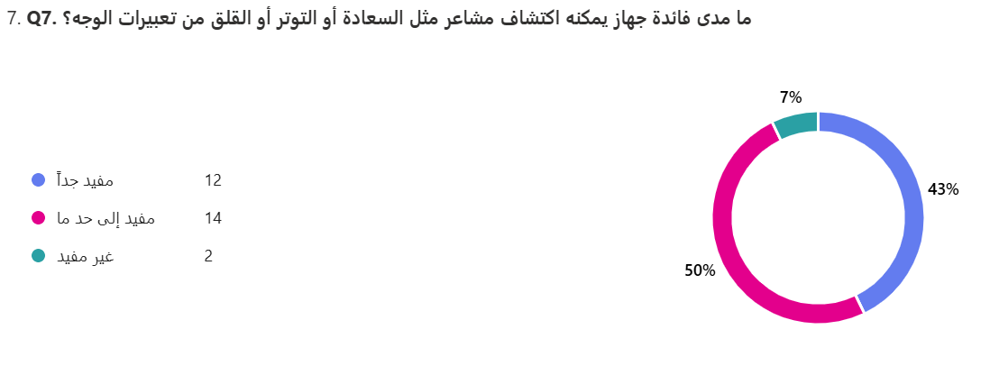 7. Q7. ما مدى فائدة جهاز يمكنه اكتشاف مشاعر مثل السعادة أو التوتر أو القلق من تعبيرات الوجه؟
مفيد جداً 12
مفيد إلى حد ما 14
غير مفيد 2
7%
43%
50%